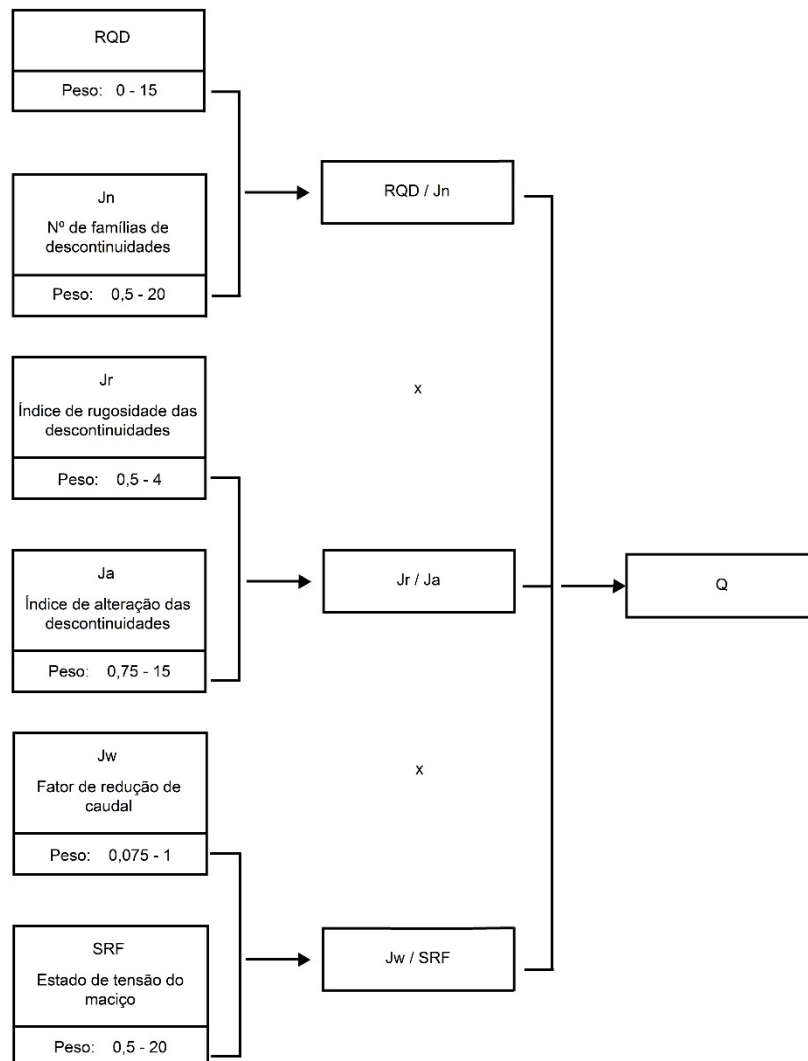 RQD
Peso: 0 - 15
Jn
Nº de famílias de
descontinuidades
Peso: 0,5 - 20
RQD / Jn
Jr
Índice de rugosidade das
descontinuidades
Peso: 0,5 - 4
x
Ja
Índice de alteração das
descontinuidades
Peso: 0,75 - 15
Jr / Ja
Q
Jw
Fator de redução de
caudal
Peso: 0,075 - 1
x
SRF
Estado de tensão do
maciço
Peso: 0,5 - 20
Jw / SRF